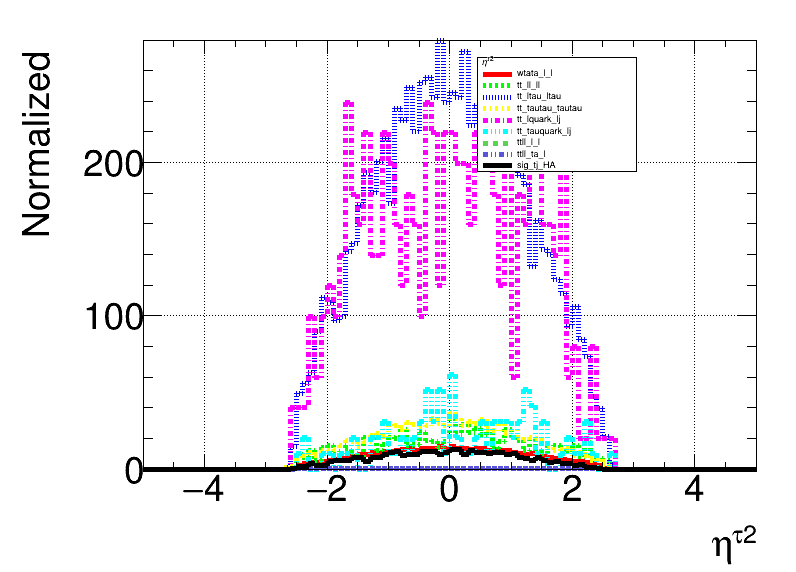 Normalized
η^τ2
wtata_l_l
tt_ll_ll
tt_ltau_ltau
tt_tautau_tautau
tt_lquark_lj
tt_tauquark_lj
ttll_l_l
ttll_ta_l
sig_tj_HA
200
100
0
−4 −2 0 2 4
η^τ2